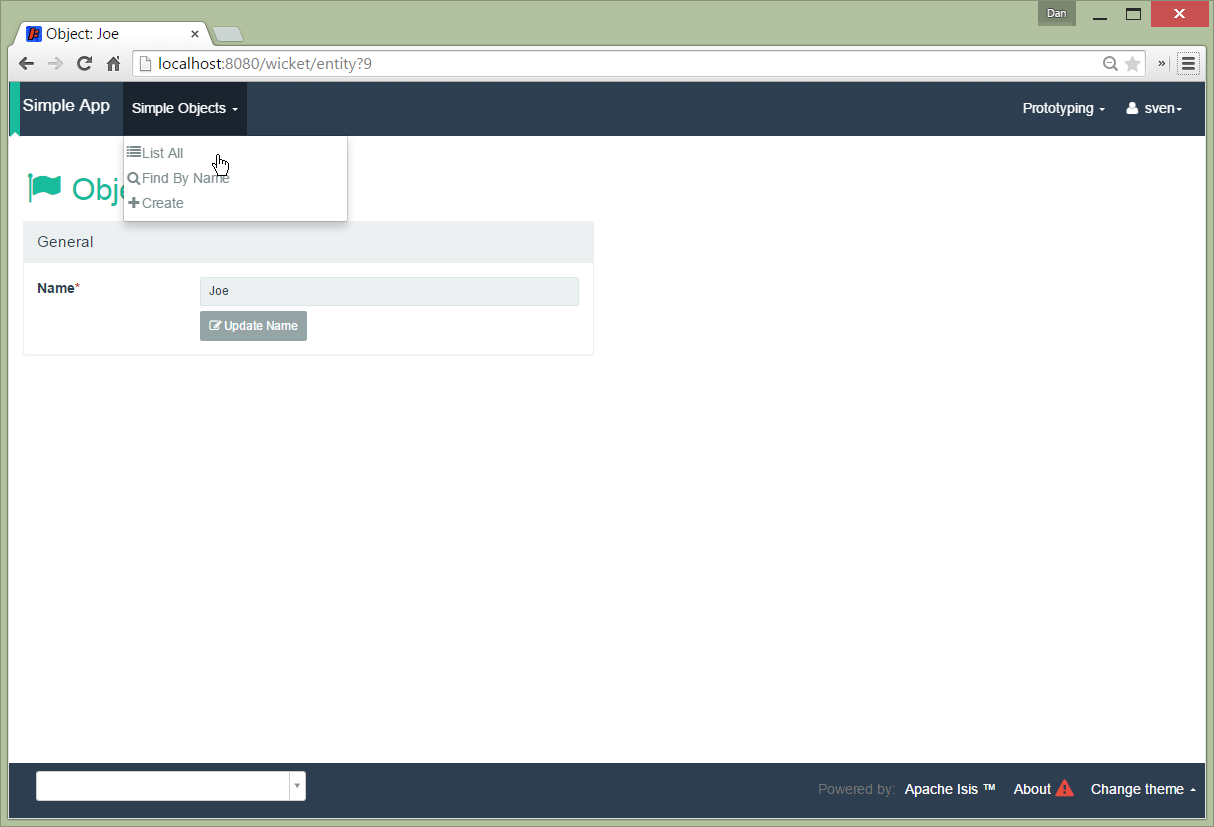 Dan
Object: Joe
localhost:8080/wicket/entity?9
Simple App
Simple Objects
Prototyping
sven
List All
Find By Name
Create
Obje
General
Name*
Joe
Update Name
Powered by: Apache Isis ™ About Change theme